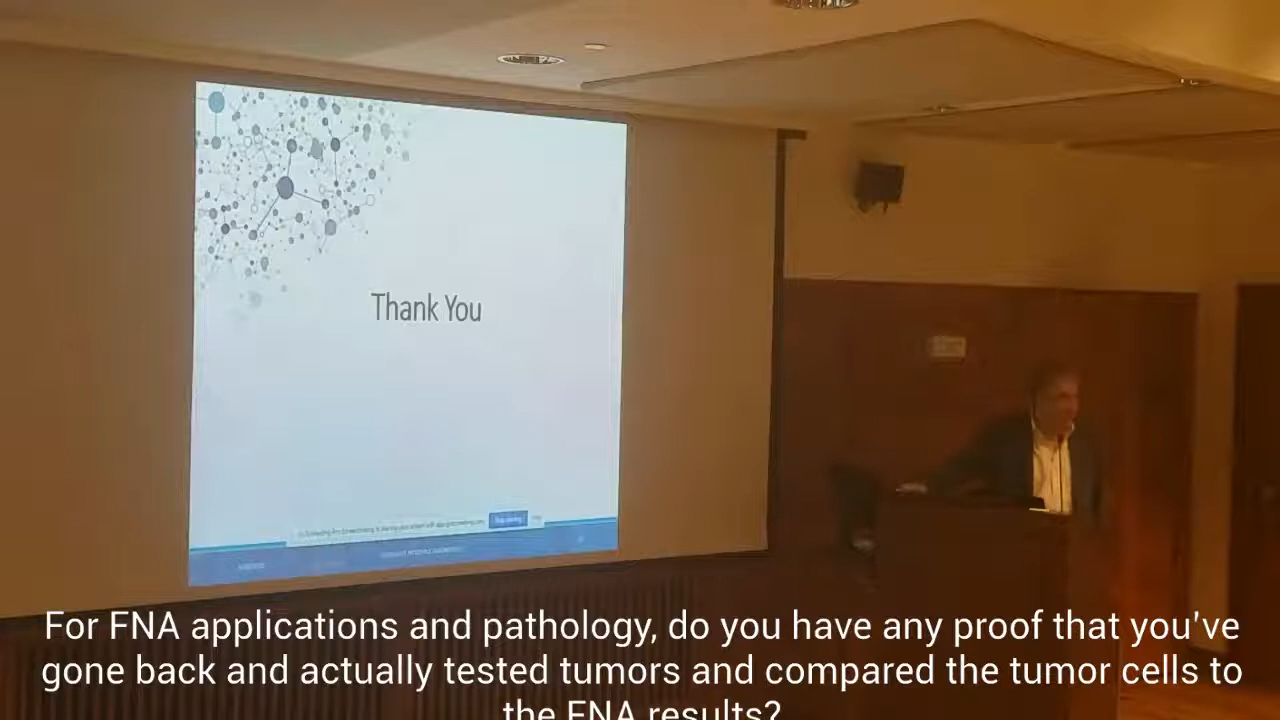 Thank You
For FNA applications and pathology, do you have any proof that you've
gone back and actually tested tumors and compared the tumor cells to
the FNA results?